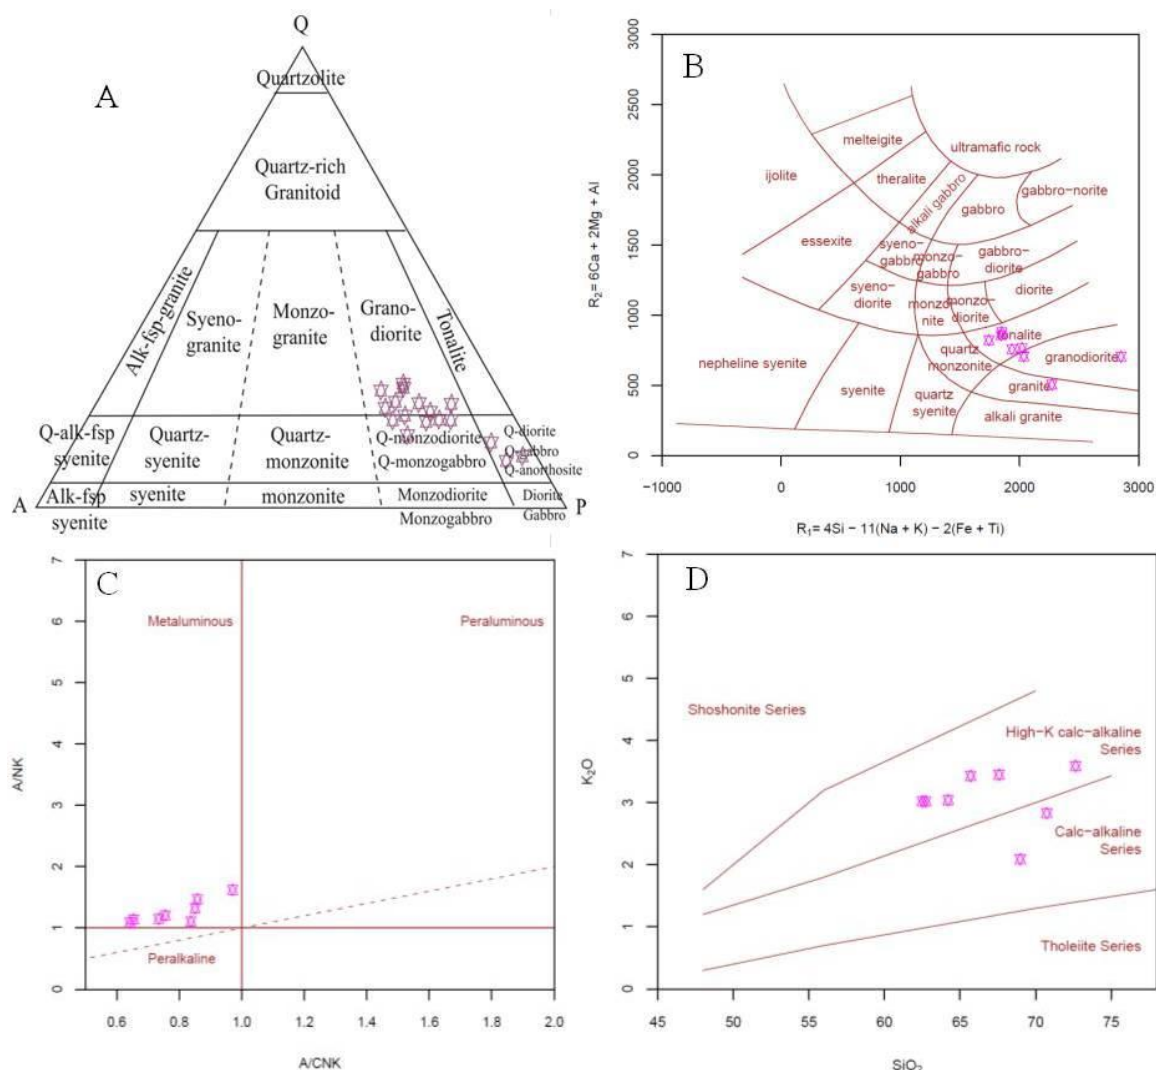 A
Q
Quartzolite
Quartz-rich
Granitoid
Alk-fsp-granite
Syeno-
granite
Monzo-
granite
Grano-
diorite
Tonalite
Q-alk-fsp
syenite
Quartz-
syenite
Quartz-
monzonite
Q-monzodiorite
Q-monzogabbro
Q-diorite
Q-gabbro
Q-anorthosite
A
Alk-fsp
syenite
syenite
monzonite
Monzodiorite
Monzogabbro
Diorite
Gabbro
P
B
R2= 6Ca + 2Mg + Al
3000
2500
2000
1500
1000
500
0
melteigite
ultramafic rock
ijolite
theralite
alkali gabbro
gabbro-norite
gabbro
essexite
syeno-
gabbro
monzo-
gabbro
gabbro-
diorite
syeno-
diorite
monzo-
nite
monzo-
diorite
diorite
tonalite
nepheline syenite
quartz
monzonite
granodiorite
syenite
quartz
syenite
granite
alkali granite
−1000 0 1000 2000 3000
R1= 4Si − 11(Na + K) − 2(Fe + Ti)
C
A/NK
7
6
5
4
3
2
1
0
Metaluminous
Peraluminous
Peralkaline
0.6 0.8 1.0 1.2 1.4 1.6 1.8 2.0
A/CNK
D
K2O
7
6
5
4
3
2
1
0
Shoshonite Series
High−K calc−alkaline
Series
Calc−alkaline
Series
Tholeiite Series
45 50 55 60 65 70 75
SiO2